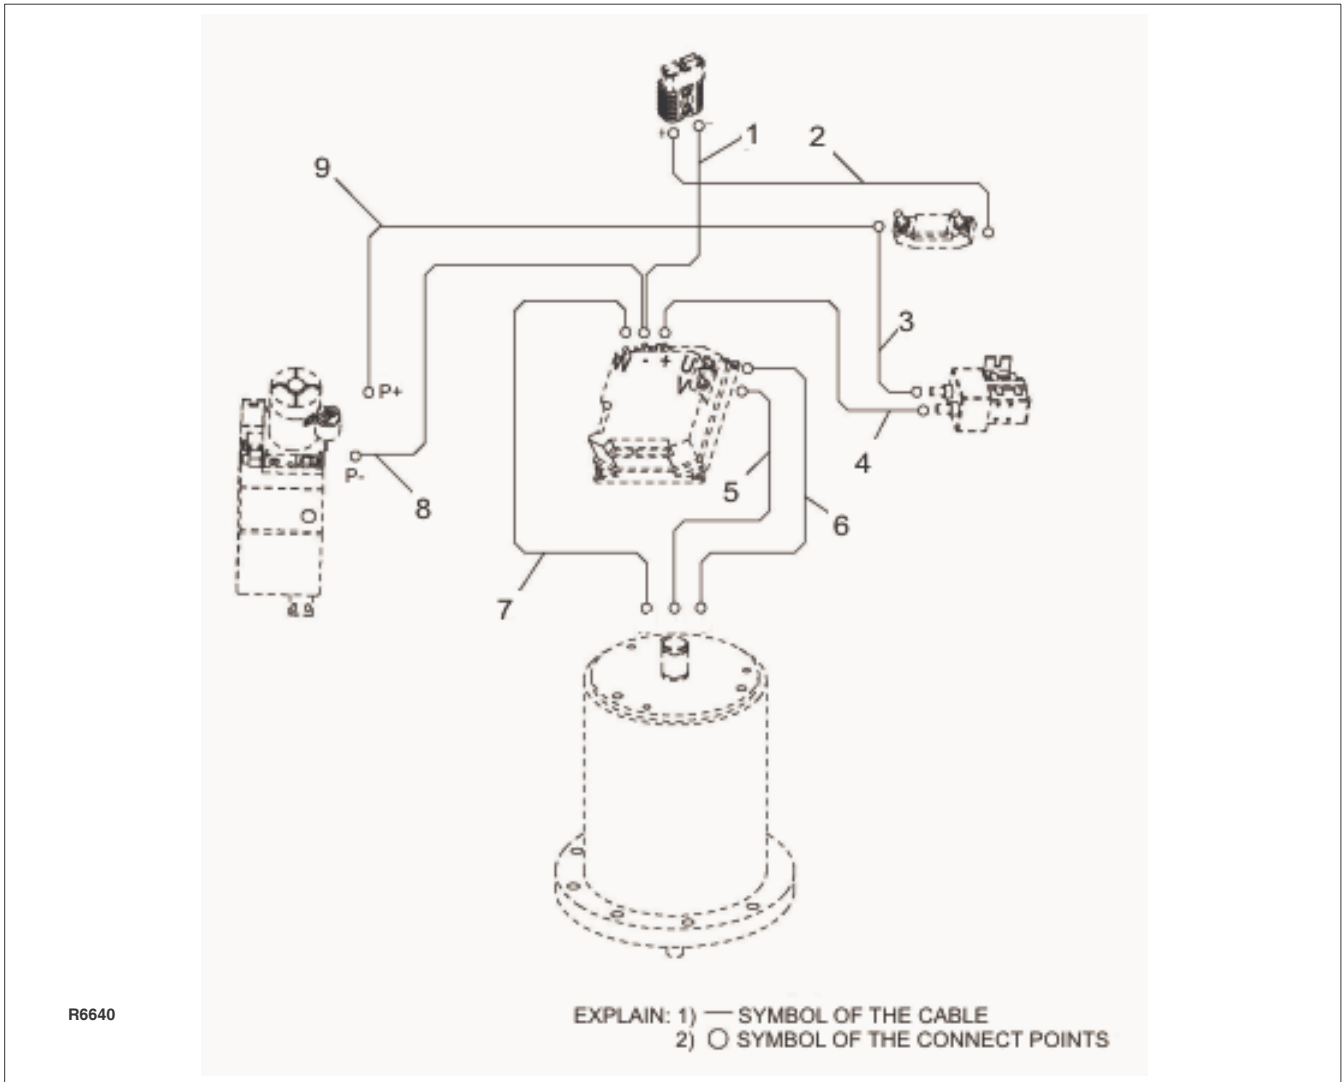 + -
1
2
9
3
W - + U
V
P+
4
5
P-
8
6
7
R6640
EXPLAIN: 1) — SYMBOL OF THE CABLE
2) ○ SYMBOL OF THE CONNECT POINTS